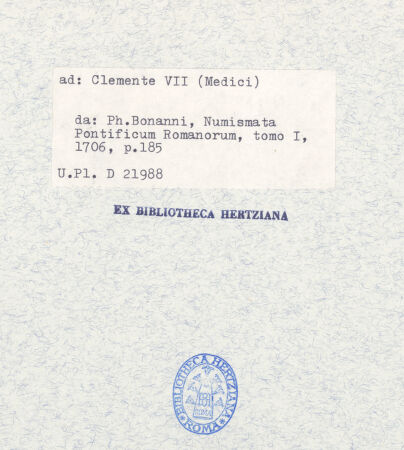 ad: Clemente VII (Medici)
da: Ph.Bonanni, Numismata
Pontificum Romanorum, tomo I,
1706, p.185
U.Pl. D 21988
EX BIBLIOTHECA HERTZIANA
BIBLIOTHECA HERTZIANA
ROMA